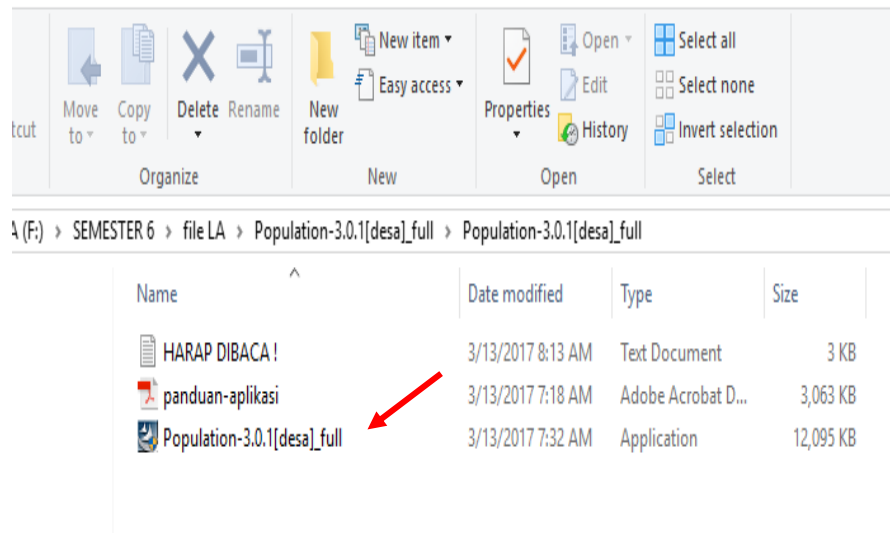 New item
Open
Select all
Easy access
Edit
Select none
Move to
Copy to
Delete
Rename
New folder
Properties
History
Invert selection
tcut
Organize
New
Open
Select
A (F:) > SEMESTER 6 > file LA > Population-3.0.1[desa]_full > Population-3.0.1[desa]_full
Name Date modified Type Size
HARAP DIBACA ! 3/13/2017 8:13 AM Text Document 3 KB
panduan-aplikasi 3/13/2017 7:18 AM Adobe Acrobat D... 3,063 KB
Population-3.0.1[desa]_full 3/13/2017 7:32 AM Application 12,095 KB